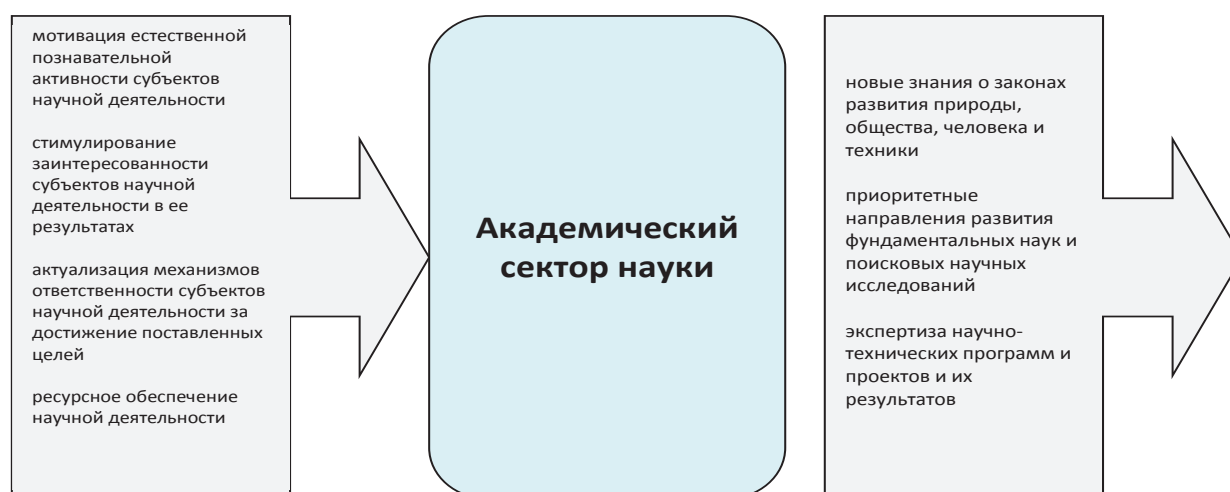 мотивация естественной
познавательной
активности субъектов
научной деятельности
стимулирование
заинтересованности
субъектов научной
деятельности в ее
результатах
актуализация механизмов
ответственности субъектов
научной деятельности за
достижение поставленных
целей
ресурсное обеспечение
научной деятельности
Академический
сектор науки
новые знания о законах
развития природы,
общества, человека и
техники
приоритетные
направления развития
фундаментальных наук и
поисковых научных
исследований
экспертиза научно-
технических программ и
проектов и их
результатов